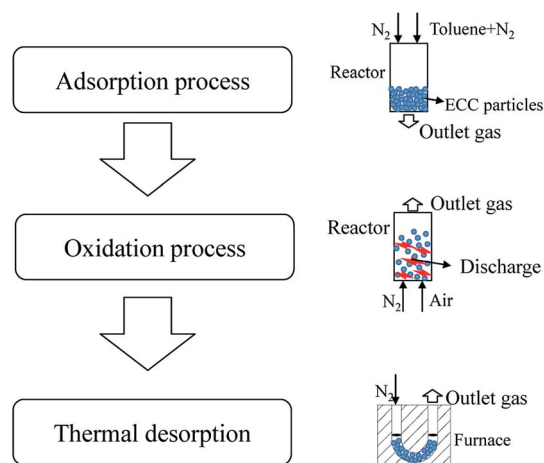 N2
Toluene+N2
Reactor
Adsorption process
ECC particles
Outlet gas
Outlet gas
Reactor
Oxidation process
Discharge
N2
Air
N2
Outlet gas
Thermal desorption
Furnace